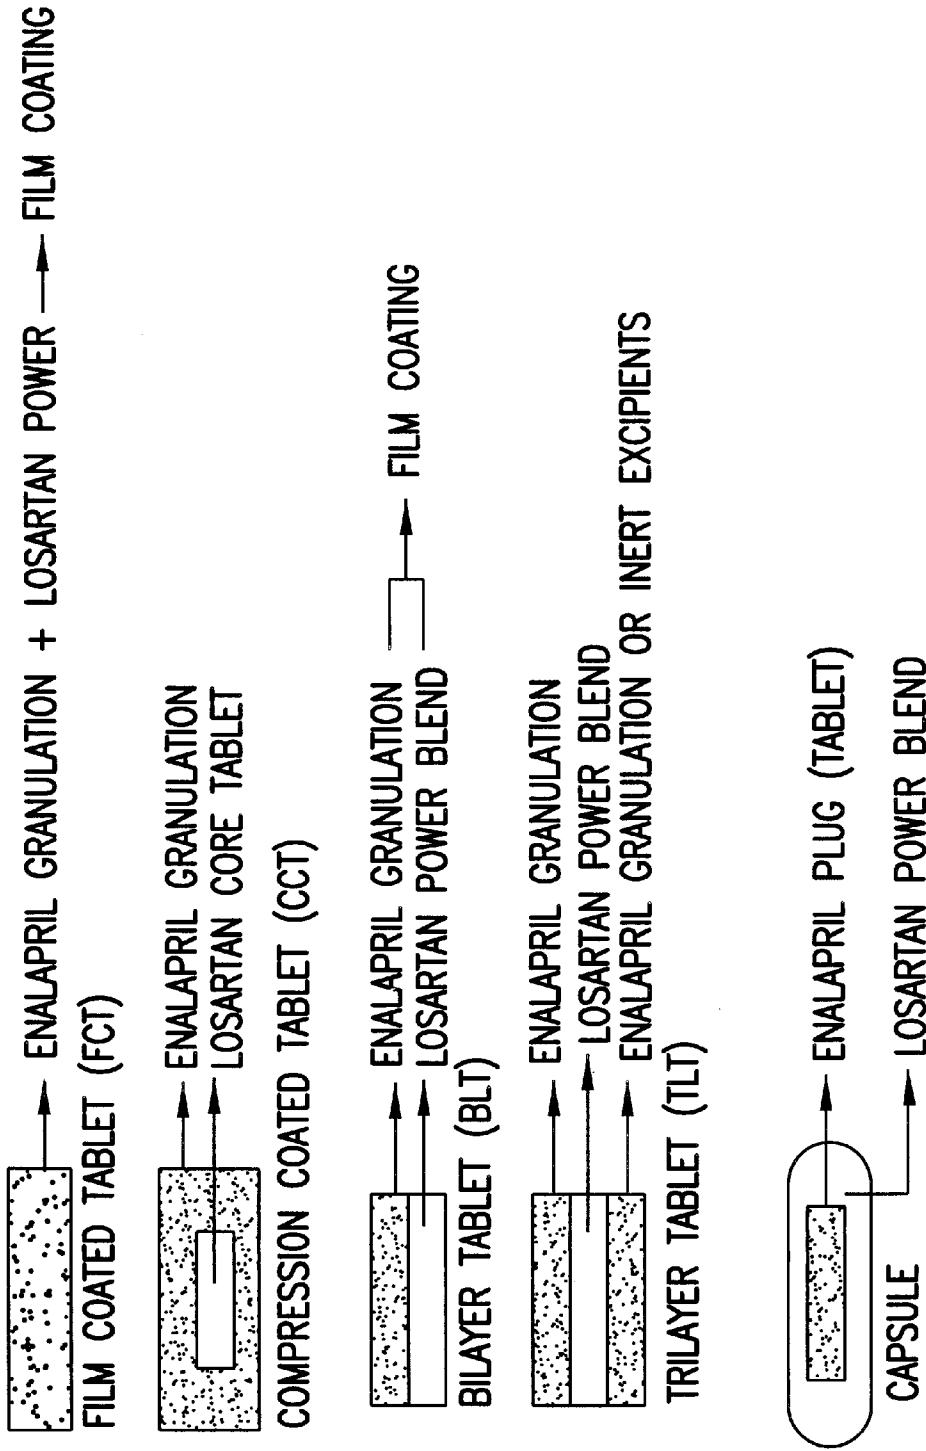 ENALAPRIL GRANULATION + LOSARTAN POWER → FILM COATING
FILM COATED TABLET (FCT)
ENALAPRIL GRANULATION
LOSARTAN CORE TABLET
COMPRESSION COATED TABLET (CCT)
ENALAPRIL GRANULATION
LOSARTAN POWER BLEND
FILM COATING
BILAYER TABLET (BLT)
ENALAPRIL GRANULATION
LOSARTAN POWER BLEND
ENALAPRIL GRANULATION OR INERT EXCIPIENTS
TRILAYER TABLET (TLT)
ENALAPRIL PLUG (TABLET)
LOSARTAN POWER BLEND
CAPSULE